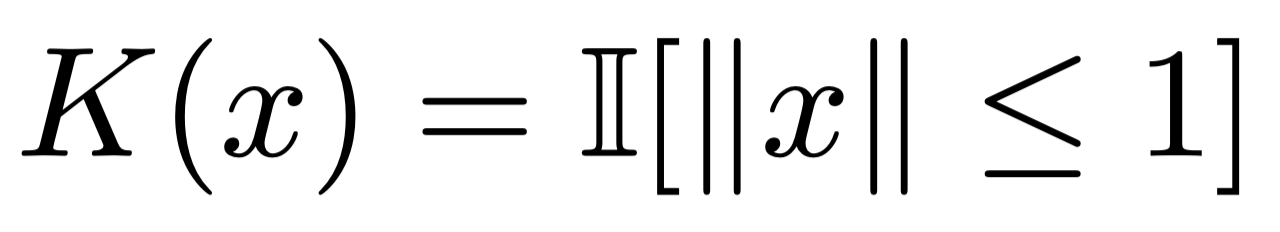 K(x) = 𝕀[‖x‖ ≤ 1]